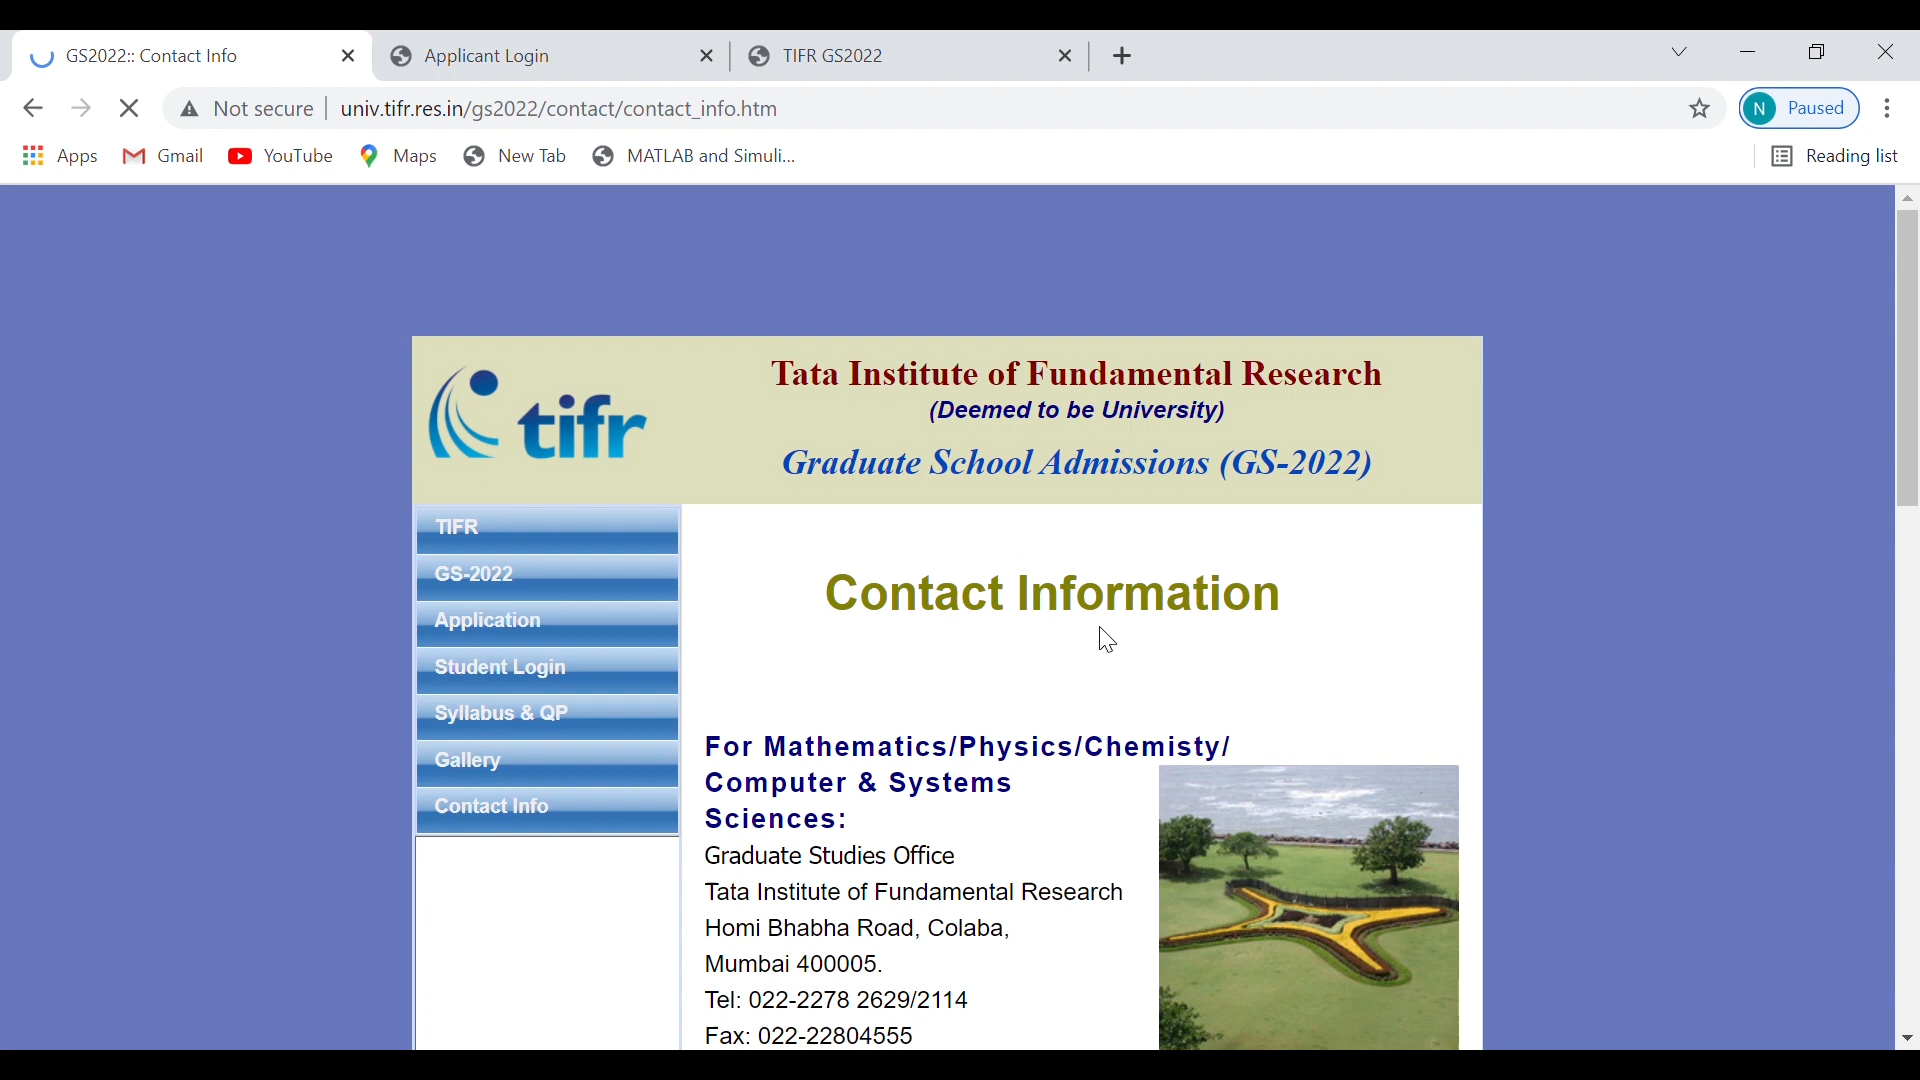 GS2022:: Contact Info
Applicant Login
TIFR GS2022
Not secure
univ.tifr.res.in/gs2022/contact/contact_info.htm
N Paused
Apps
Gmail
YouTube
Maps
New Tab
MATLAB and Simuli...
Reading list
tifr
Tata Institute of Fundamental Research
(Deemed to be University)
Graduate School Admissions (GS-2022)
TIFR
GS-2022
Application
Student Login
Syllabus & QP
Gallery
Contact Info
Contact Information
For Mathematics/Physics/Chemisty/
Computer & Systems
Sciences:
Graduate Studies Office
Tata Institute of Fundamental Research
Homi Bhabha Road, Colaba,
Mumbai 400005.
Tel: 022-2278 2629/2114
Fax: 022-22804555